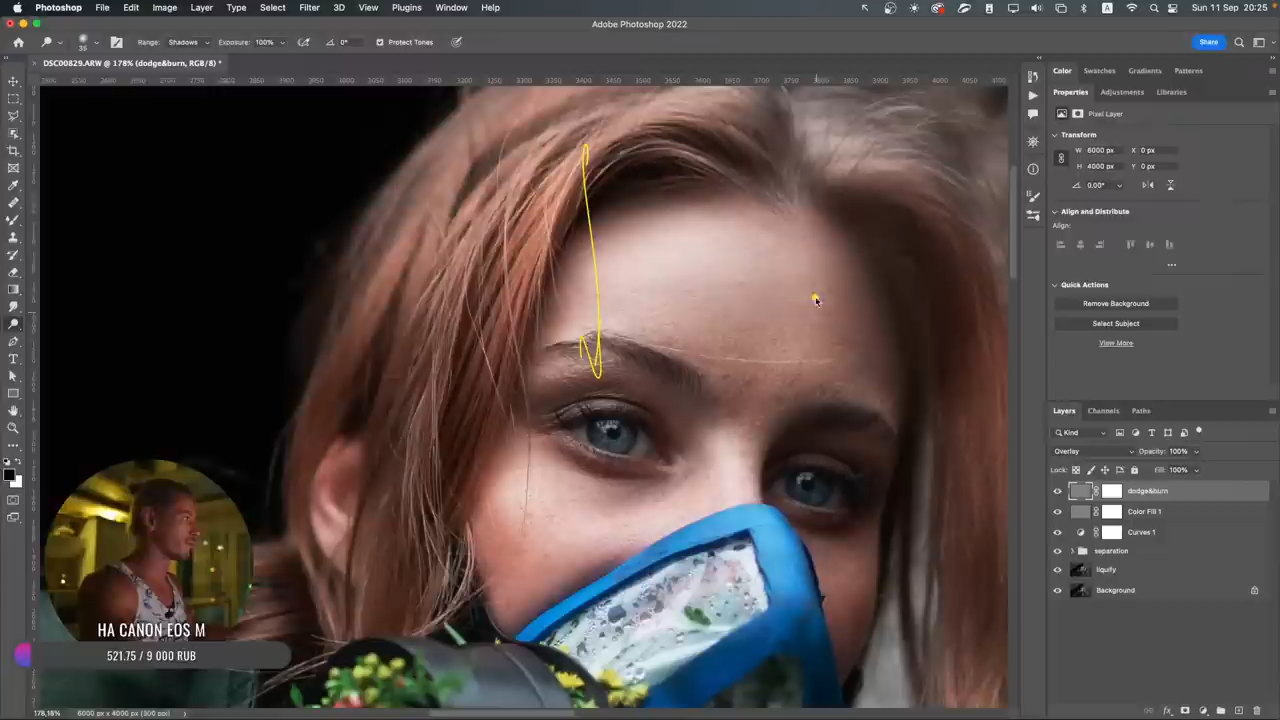 Photoshop File Edit Image Layer Type Select Filter 3D View Plugins Window Help
A
Sun 11 Sep 20:25
Adobe Photoshop 2022
35
Range: Shadows
Exposure: 100%
0°
Protect Tones
Share
DSC00829.ARW @ 178% (dodge&burn, RGB/8) *
Color Swatches Gradients Patterns
Properties Adjustments Libraries
Pixel Layer
Transform
W 6000 px X 0 px
H 4000 px Y 0 px
0.00°
Align and Distribute
Align:
Quick Actions
Remove Background
Select Subject
View More
Layers Channels Paths
Kind
Overlay Opacity: 100%
Lock: Fill: 100%
dodge&burn
Color Fill 1
Curves 1
separation
liquify
Background
НА CANON EOS M
521.75 / 9 000 RUB
178,18% 6000 px x 4000 px (300 ppi)